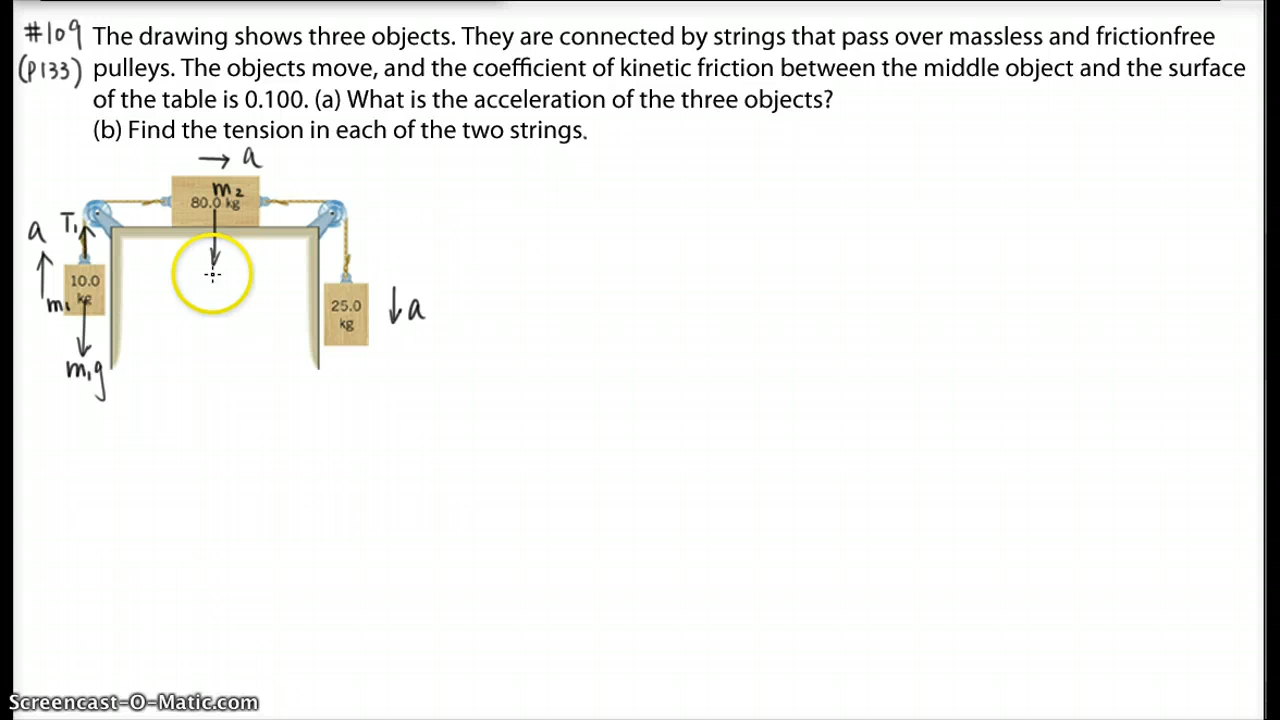 #109 The drawing shows three objects. They are connected by strings that pass over massless and frictionfree
(P133) pulleys. The objects move, and the coefficient of kinetic friction between the middle object and the surface
of the table is 0.100. (a) What is the acceleration of the three objects?
(b) Find the tension in each of the two strings.
→ a
m₂
80.0 kg
T₁
a
10.0
kg
m₁
25.0
kg
a
m₁g
Screencast-O-Matic.com